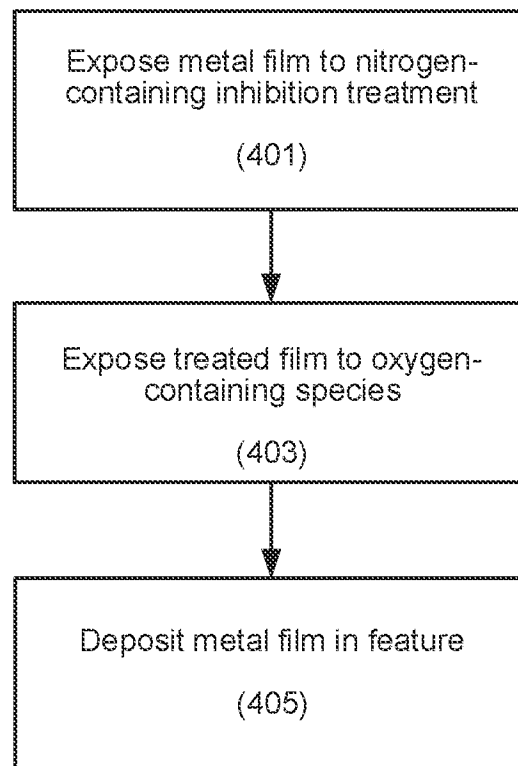 Expose metal film to nitrogen-
containing inhibition treatment
(401)
Expose treated film to oxygen-
containing species
(403)
Deposit metal film in feature
(405)